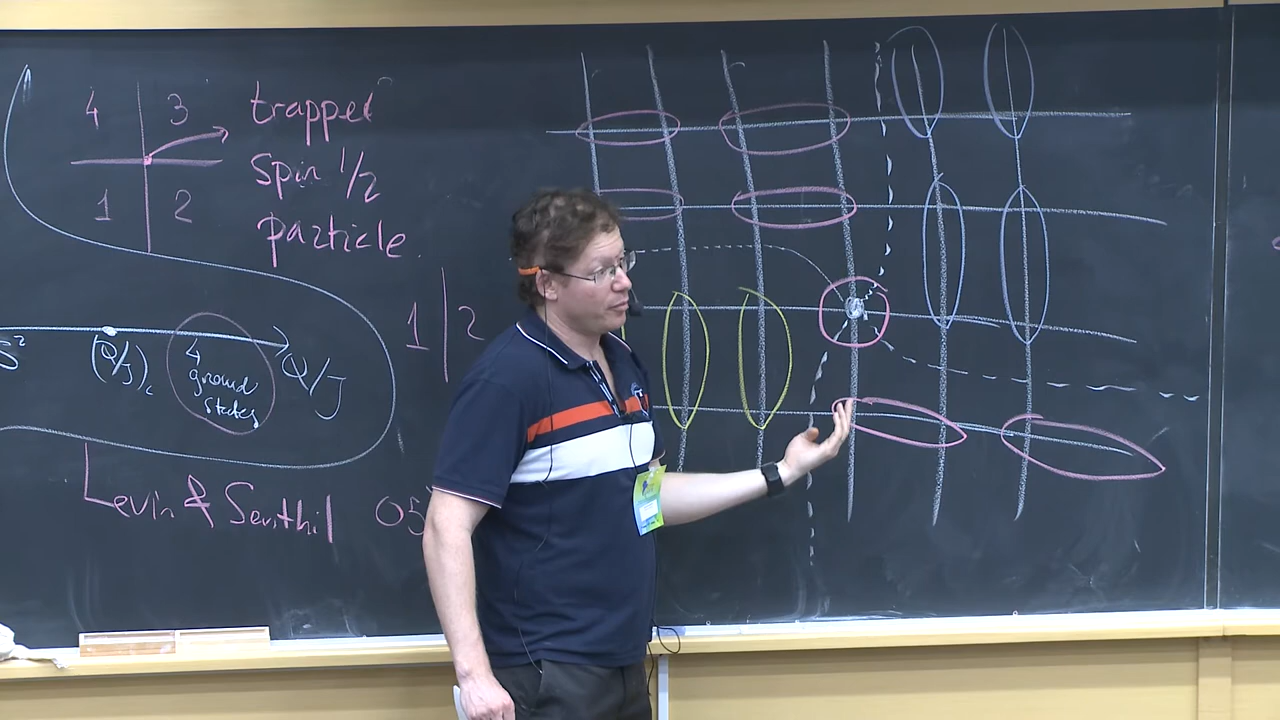 4 3
1 2
trapped
spin 1/2
particle.
1 2
S²
(Q/J)c
4
ground
states
Q/J
Levin & Senthil 05